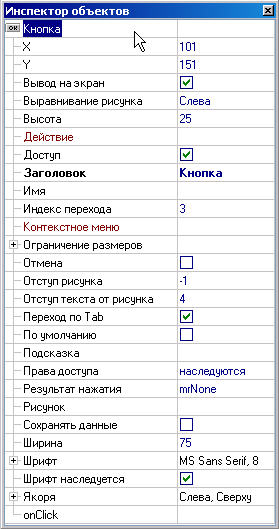 Инспектор объектов
ок Кнопка
X 101
Y 151
Вывод на экран
Выравнивание рисунка Слева
Высота 25
Действие
Доступ
Заголовок Кнопка
Имя
Индекс перехода 3
Контекстное меню
Ограничение размеров
Отмена
Отступ рисунка -1
Отступ текста от рисунка 4
Переход по Tab
По умолчанию
Подсказка
Права доступа наследуются
Результат нажатия mrNone
Рисунок
Сохранять данные
Ширина 75
Шрифт MS Sans Serif, 8
Шрифт наследуется
Якоря Слева, Сверху
onClick